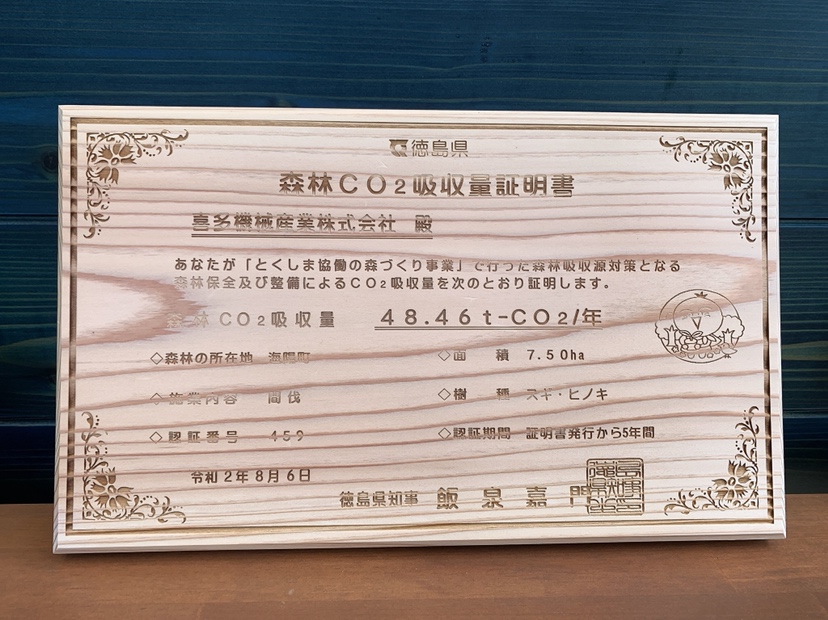 徳島県
森林CO2吸収量証明書
喜多機械産業株式会社 殿
あなたが「とくしま協働の森づくり事業」で行った森林吸収源対策となる
森林保全及び整備によるCO2吸収量を次のとおり証明します。
森林CO2吸収量 48.46t-CO2/年
◇森林の所在地 海陽町 ◇面 積 7.50ha
◇施業内容 間伐 ◇樹 種 スギ・ヒノキ
◇認証番号 459 ◇認証期間 証明書発行から5年間
令和2年8月6日
徳島県知事 飯泉嘉門